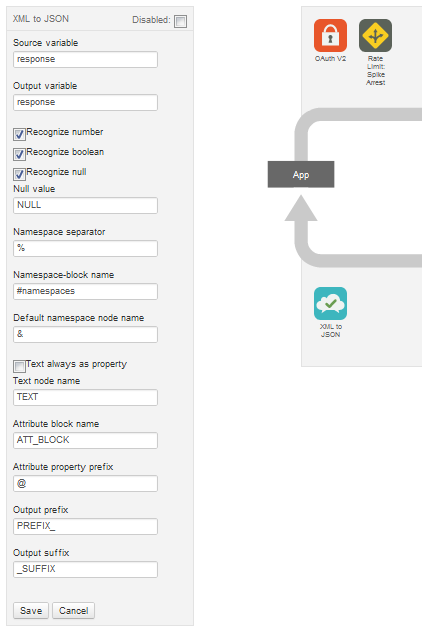 XML to JSON
Disabled:
Source variable
response
Output variable
response
Recognize number
Recognize boolean
Recognize null
Null value
NULL
Namespace separator
%
Namespace-block name
#namespaces
Default namespace node name
&
Text always as property
Text node name
TEXT
Attribute block name
ATT_BLOCK
Attribute property prefix
@
Output prefix
PREFIX_
Output suffix
_SUFFIX
Save
Cancel
OAuth V2
Rate
Limit:
Spike
Arrest
App
XML to
JSON